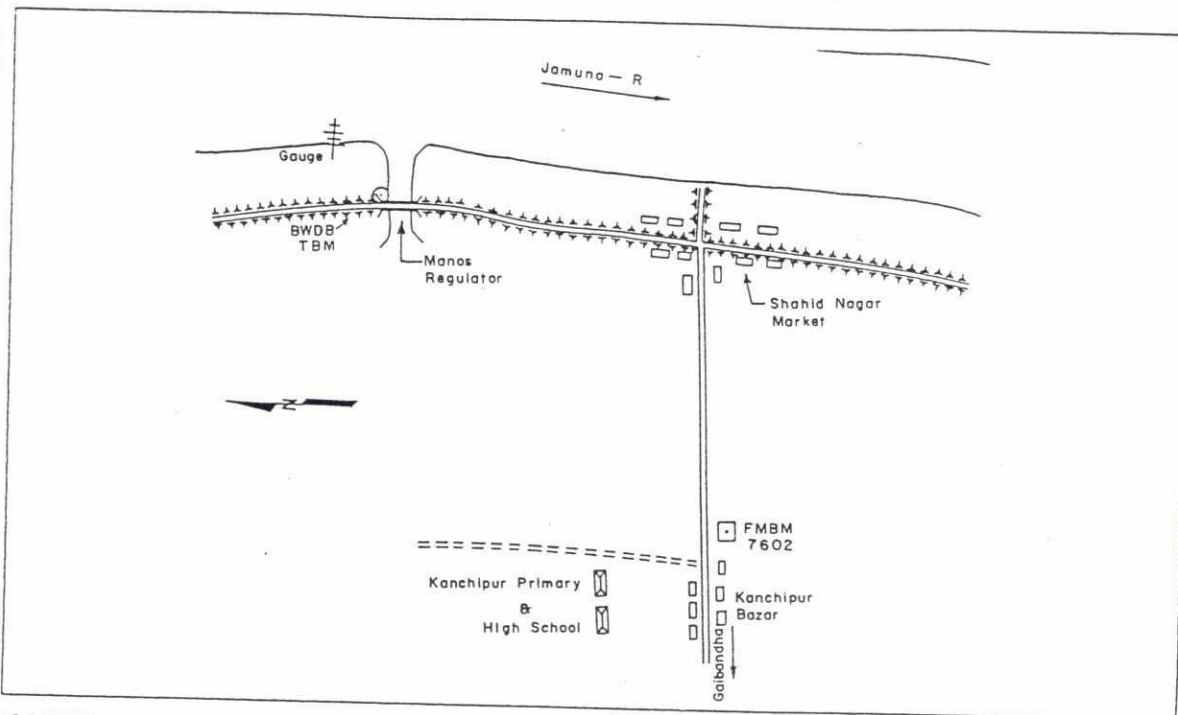 Jamuna — R
Gauge
BWDB
TBM
Manos
Regulator
Shahid Nagar
Market
N
FMBM
7602
Kanchipur Primary
&
High School
Kanchipur
Bazar
Gaibandha